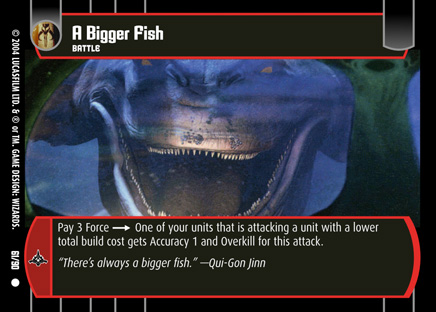 A Bigger Fish
BATTLE
Pay 3 Force → One of your units that is attacking a unit with a lower
total build cost gets Accuracy 1 and Overkill for this attack.
"There's always a bigger fish." —Qui-Gon Jinn
© 2004 LUCASFILM LTD. & ® or TM. GAME DESIGN: WIZARDS.
61/90